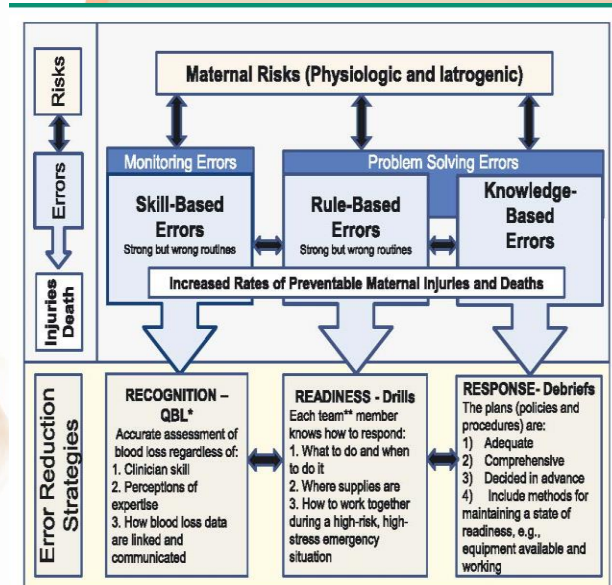 Maternal Risks (Physiologic and Iatrogenic)
Risks
Errors
Injuries
Death
Monitoring Errors
Problem Solving Errors
Skill-Based
Errors
Strong but wrong routines
Rule-Based
Errors
Strong but wrong routines
Knowledge-
Based
Errors
Increased Rates of Preventable Maternal Injuries and Deaths
Error Reduction
Strategies
RECOGNITION –
QBL*
Accurate assessment of
blood loss regardless of:
1. Clinician skill
2. Perceptions of
expertise
3. How blood loss data
are linked and
communicated
READINESS - Drills
Each team** member
knows how to respond:
1. What to do and when
to do it
2. Where supplies are
3. How to work together
during a high-risk, high-
stress emergency
situation
RESPONSE- Debriefs
The plans (policies and
procedures) are:
1) Adequate
2) Comprehensive
3) Decided in advance
4) Include methods for
maintaining a state of
readiness, e.g.,
equipment available and
working